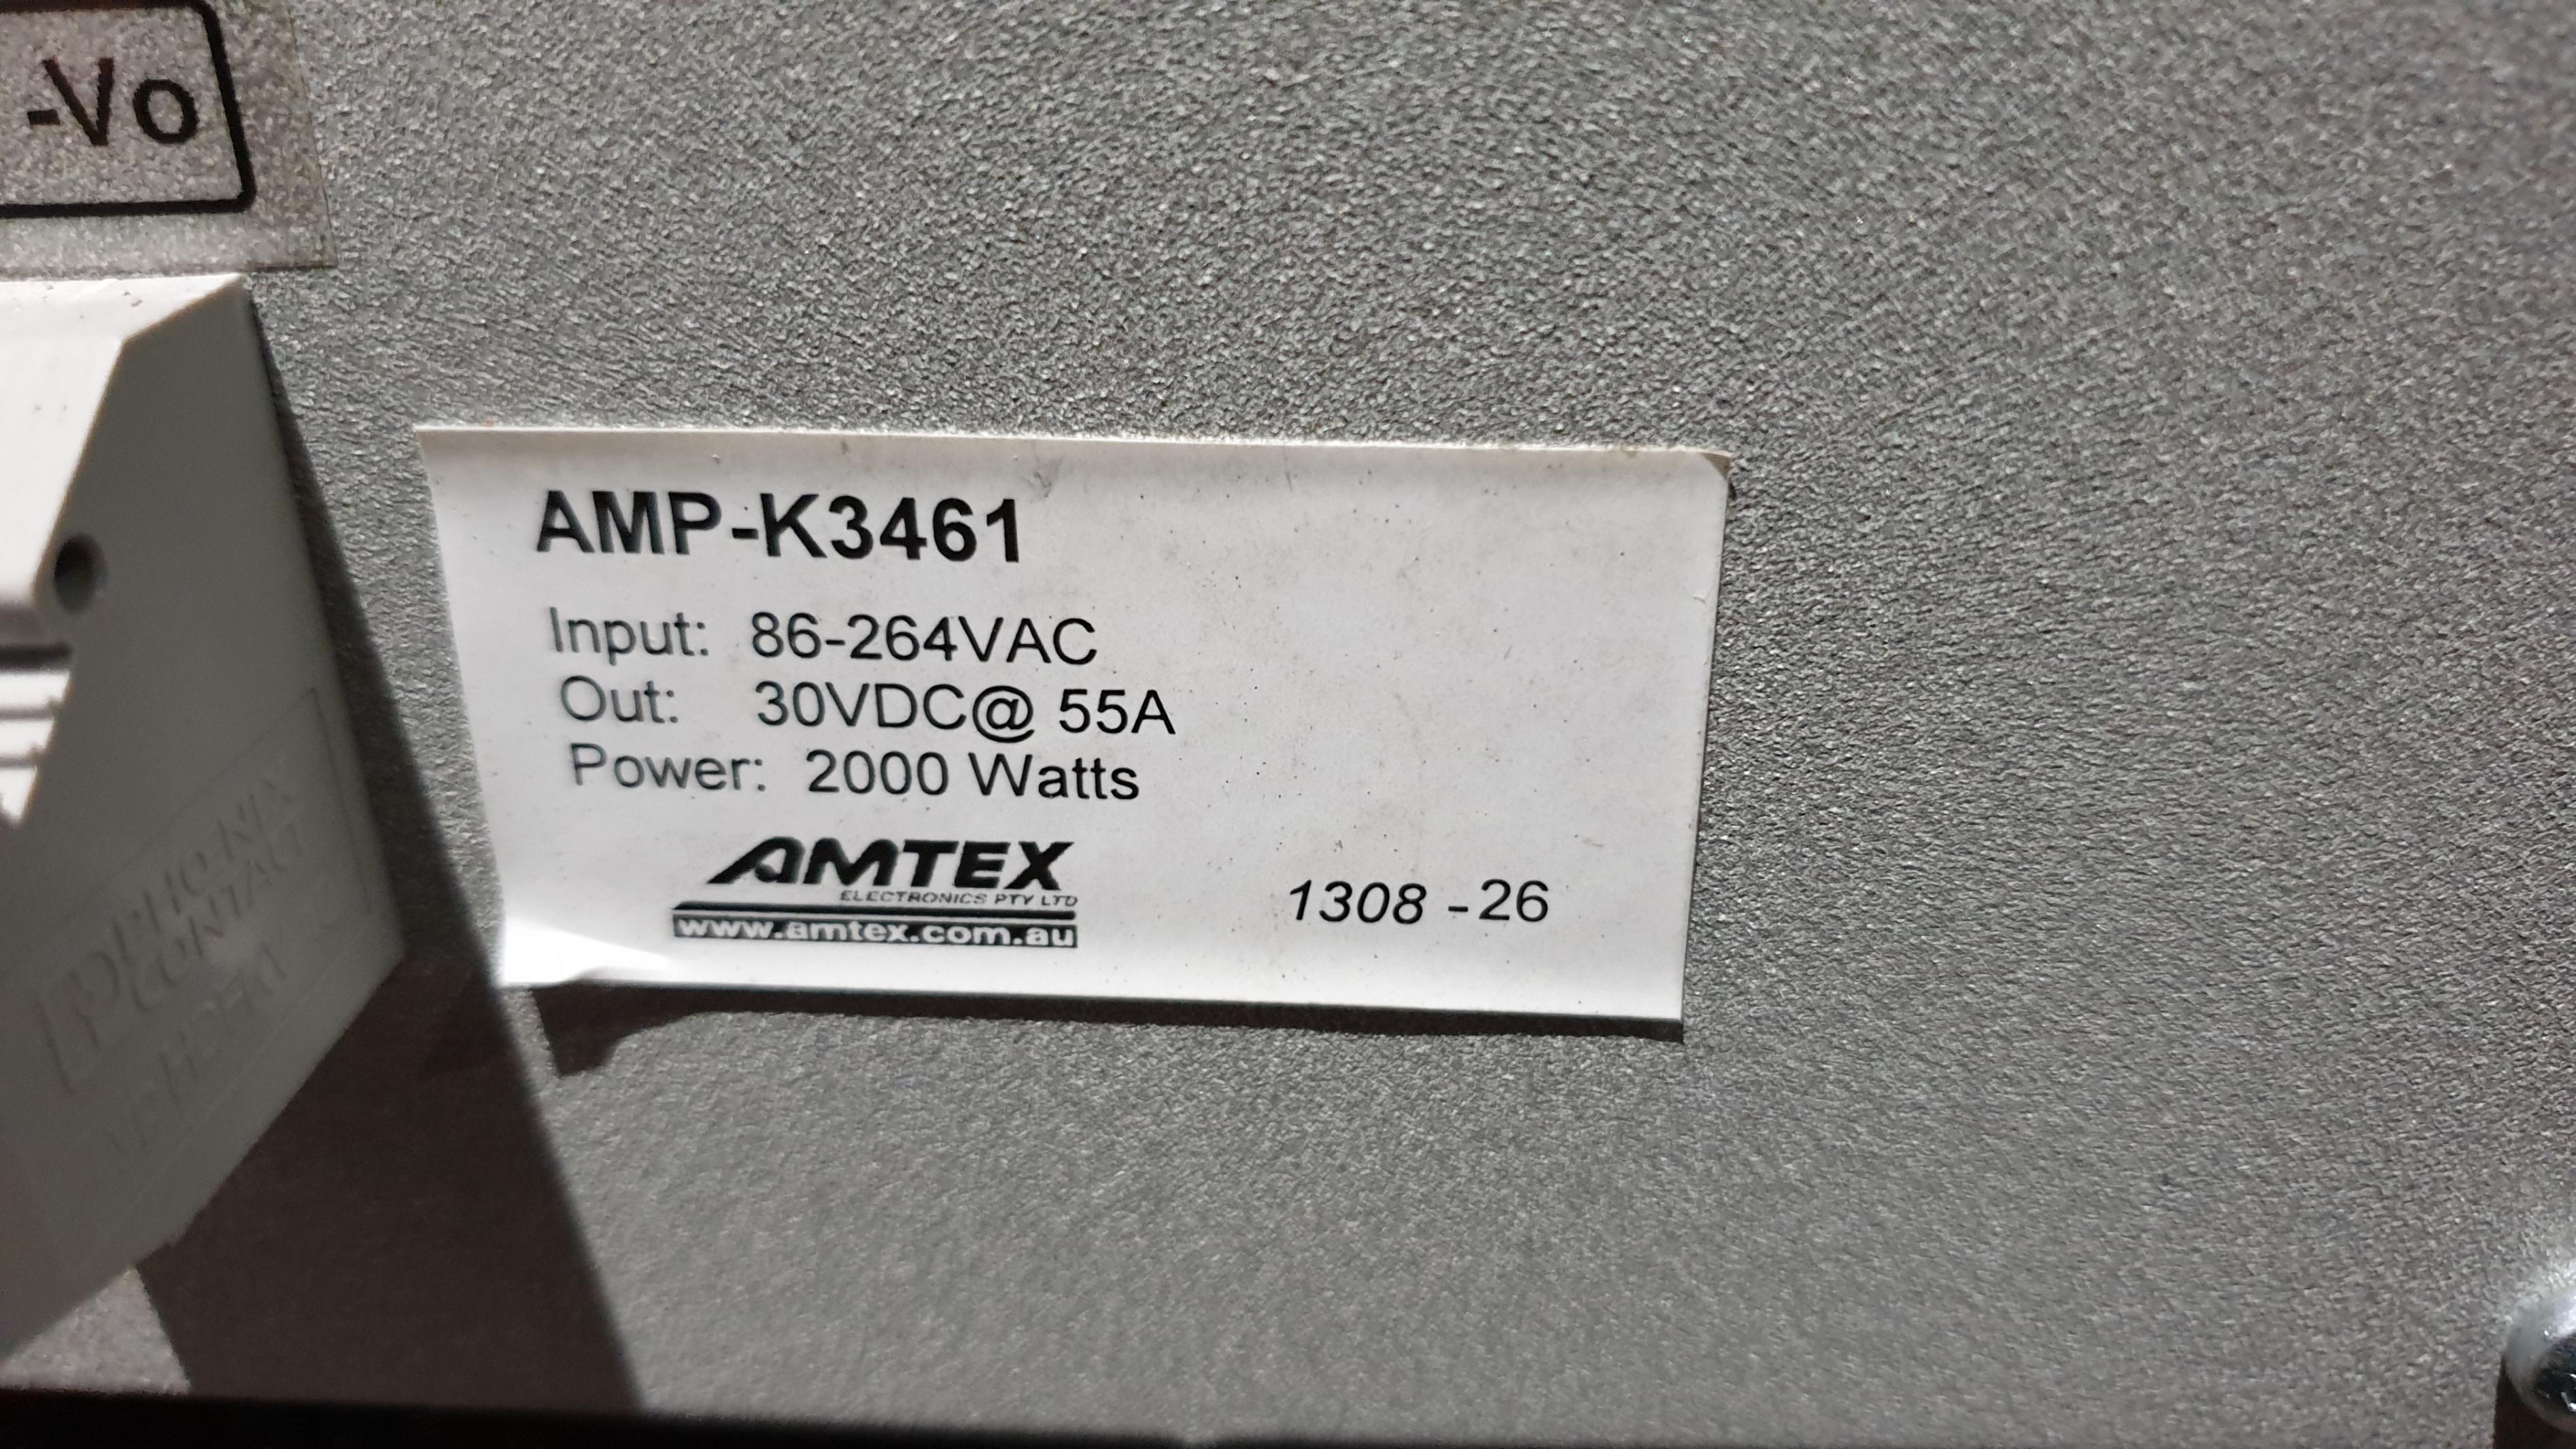 -Vo
AMP-K3461
Input: 86-264VAC
Out: 30VDC@ 55A
Power: 2000 Watts
AMTEX
ELECTRONICS PTY LTD
www.amtex.com.au
1308 -26
CONTACT